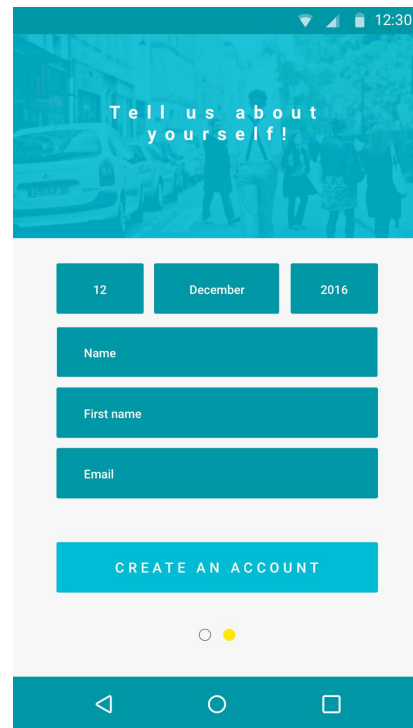 12:30
Tell us about
yourself!
12 December 2016
Name
First name
Email
CREATE AN ACCOUNT